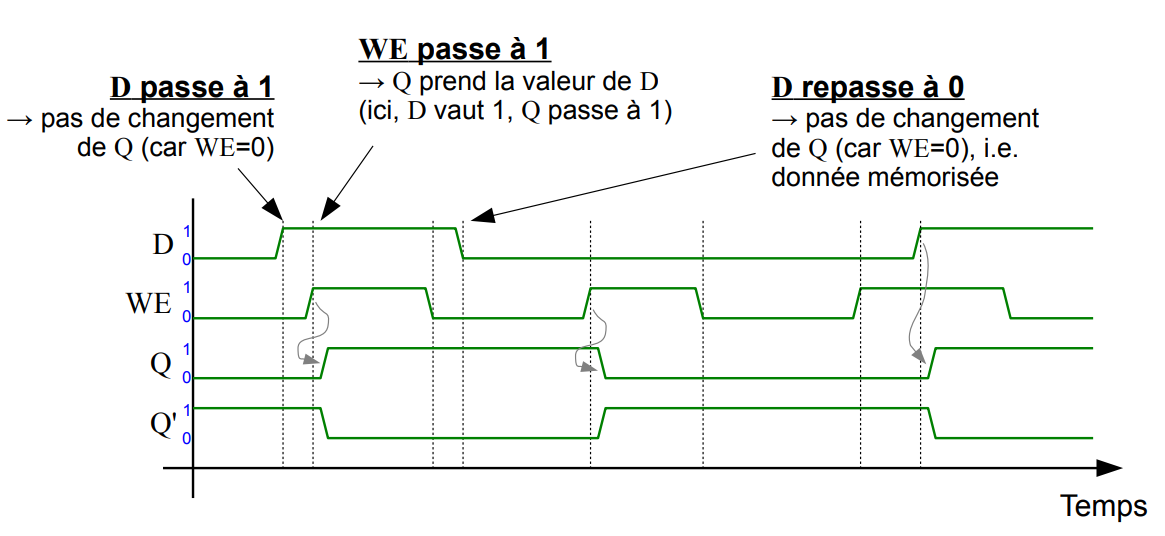 WE passe à 1
→ Q prend la valeur de D
(ici, D vaut 1, Q passe à 1)
D passe à 1
→ pas de changement
de Q (car WE=0)
D repasse à 0
→ pas de changement
de Q (car WE=0), i.e.
donnée mémorisée
D
1
0
WE
1
0
Q
1
0
Q'
1
0
Temps